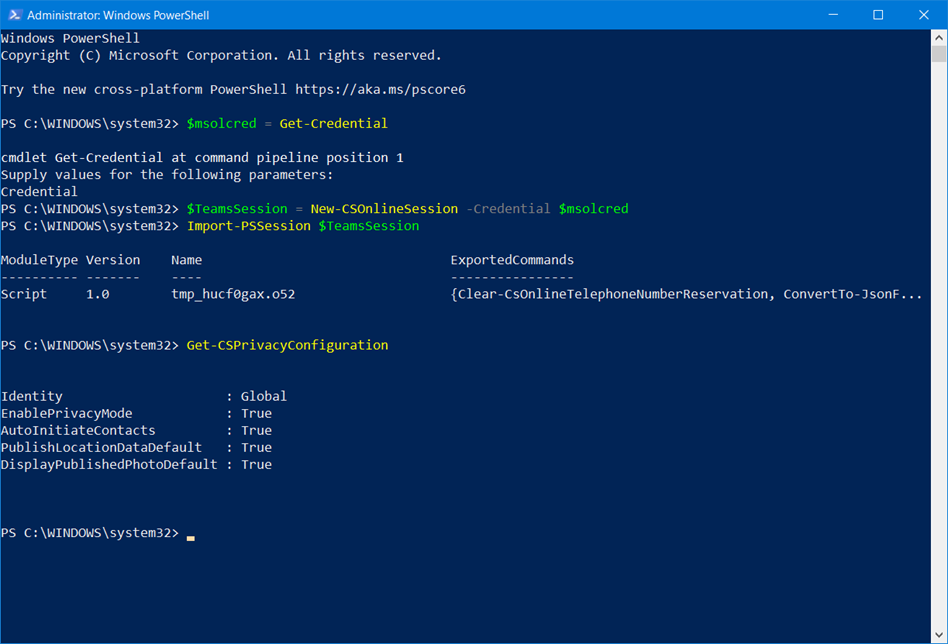 Administrator: Windows PowerShell
Windows PowerShell
Copyright (C) Microsoft Corporation. All rights reserved.
Try the new cross-platform PowerShell https://aka.ms/pscore6
PS C:\WINDOWS\system32> $msolcred = Get-Credential
cmdlet Get-Credential at command pipeline position 1
Supply values for the following parameters:
Credential
PS C:\WINDOWS\system32> $TeamsSession = New-CSOnlineSession -Credential $msolcred
PS C:\WINDOWS\system32> Import-PSSession $TeamsSession
ModuleType Version    Name                                ExportedCommands
---------- -------    ----                                ----------------
Script     1.0        tmp_hucf0gax.o52                    {Clear-CsOnlineTelephoneNumberReservation, ConvertTo-JsonF...
PS C:\WINDOWS\system32> Get-CSPrivacyConfiguration
Identity                     : Global
EnablePrivacyMode            : True
AutoInitiateContacts         : True
PublishLocationDataDefault   : True
DisplayPublishedPhotoDefault : True
PS C:\WINDOWS\system32>